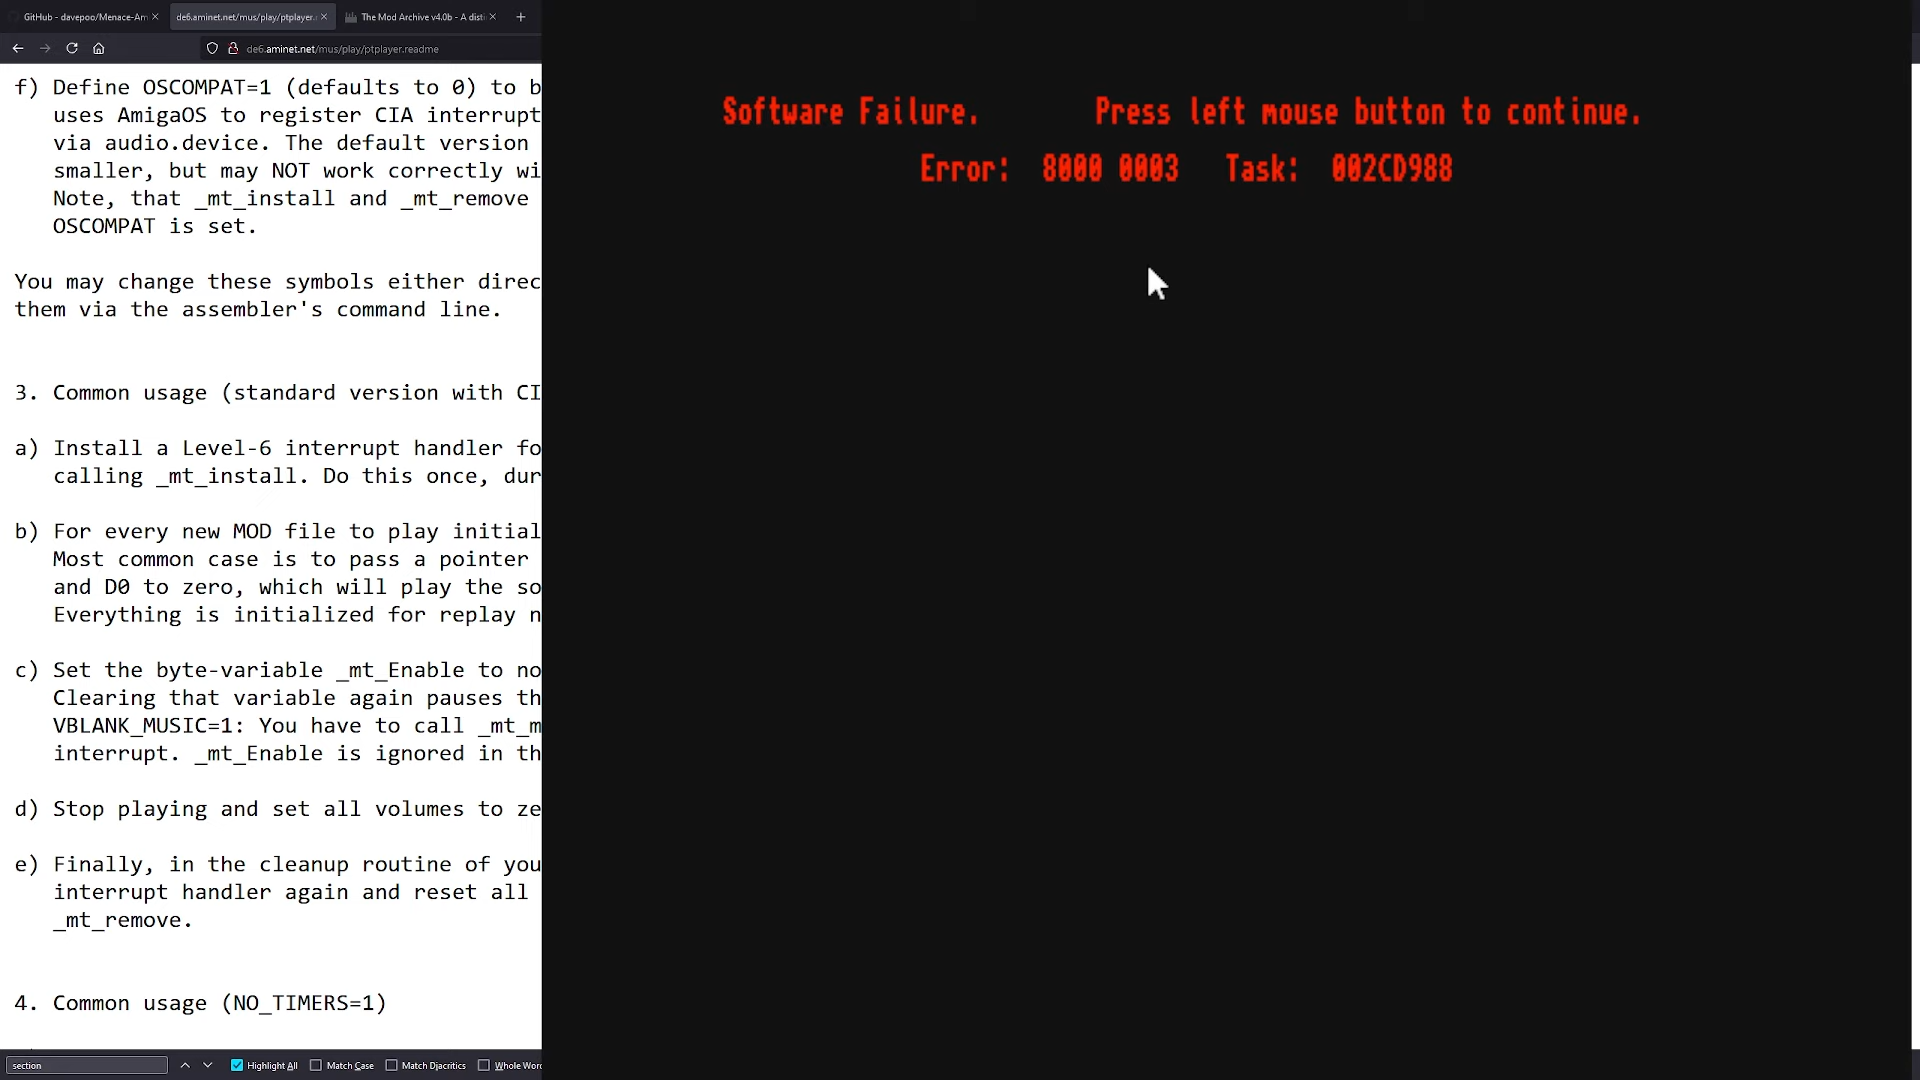 GitHub - davepoo/Menace-Am
de6.aminet.net/mus/play/ptplayer.r
The Mod Archive v4.0b - A disti
de6.aminet.net/mus/play/ptplayer.readme
f) Define OSCOMPAT=1 (defaults to 0) to b
uses AmigaOS to register CIA interrupt
via audio.device. The default version
smaller, but may NOT work correctly wi
Note, that _mt_install and _mt_remove
OSCOMPAT is set.
You may change these symbols either direc
them via the assembler's command line.
3. Common usage (standard version with CI
a) Install a Level-6 interrupt handler fo
calling _mt_install. Do this once, dur
b) For every new MOD file to play initial
Most common case is to pass a pointer
and D0 to zero, which will play the so
Everything is initialized for replay n
c) Set the byte-variable _mt_Enable to no
Clearing that variable again pauses th
VBLANK_MUSIC=1: You have to call _mt_m
interrupt. _mt_Enable is ignored in th
d) Stop playing and set all volumes to ze
e) Finally, in the cleanup routine of you
interrupt handler again and reset all
_mt_remove.
4. Common usage (NO_TIMERS=1)
section
Highlight All
Match Case
Match Diacritics
Whole Word
Software Failure. Press left mouse button to continue.
Error: 8000 0003 Task: 002CD988